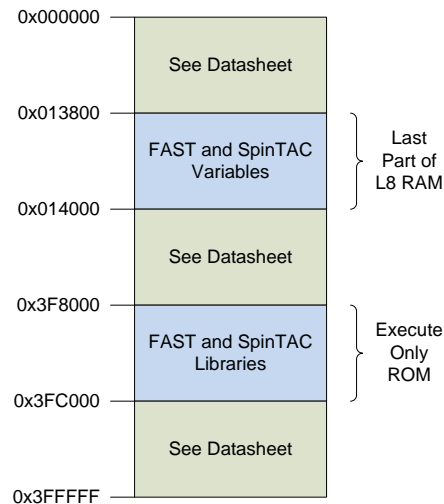 0x000000
See Datasheet
0x013800
FAST and SpinTAC
Variables
Last
Part of
L8 RAM
0x014000
See Datasheet
0x3F8000
FAST and SpinTAC
Libraries
Execute
Only
ROM
0x3FC000
See Datasheet
0x3FFFFF